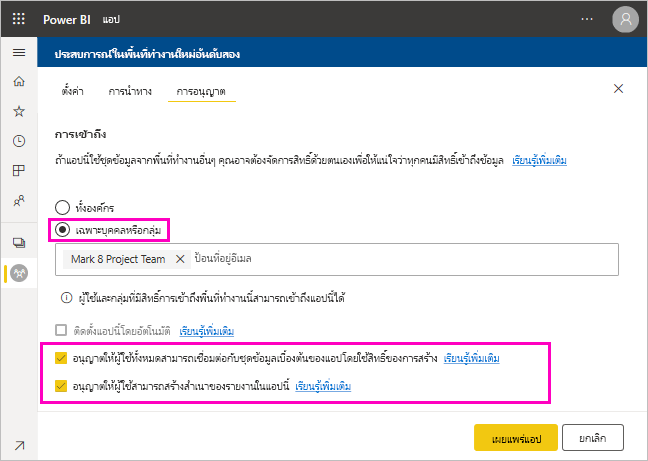 Power BI แอป
ประสบการณ์ในพื้นที่ทำงานใหม่อันดับสอง
ตั้งค่า การนำทาง การอนุญาต
การเข้าถึง
ถ้าแอปนี้ใช้ชุดข้อมูลจากพื้นที่ทำงานอื่นๆ คุณอาจต้องจัดการสิทธิ์ด้วยตนเองเพื่อให้แน่ใจว่าทุกคนมีสิทธิ์เข้าถึงข้อมูล เรียนรู้เพิ่มเติม
ทั้งองค์กร
เฉพาะบุคคลหรือกลุ่ม
Mark 8 Project Team ป้อนที่อยู่อีเมล
ผู้ใช้และกลุ่มที่มีสิทธิ์การเข้าถึงพื้นที่ทำงานนี้สามารถเข้าถึงแอปนี้ได้
ติดตั้งแอปนี้โดยอัตโนมัติ เรียนรู้เพิ่มเติม
อนุญาตให้ผู้ใช้ทั้งหมดสามารถเชื่อมต่อกับชุดข้อมูลเบื้องต้นของแอปโดยใช้สิทธิ์ของการสร้าง เรียนรู้เพิ่มเติม
อนุญาตให้ผู้ใช้สามารถสร้างสำเนาของรายงานในแอปนี้ เรียนรู้เพิ่มเติม
เผยแพร่แอป ยกเลิก